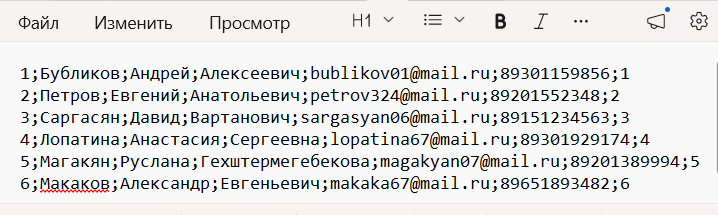 Файл Изменить Просмотр H1 B I ...
1;Бубликов;Андрей;Алексеевич;bublikov01@mail.ru;89301159856;1
2;Петров;Евгений;Анатольевич;petrov324@mail.ru;89201552348;2
3;Саргасян;Давид;Вартанович;sargasyan06@mail.ru;89151234563;3
4;Лопатина;Анастасия;Сергеевна;lopatina67@mail.ru;89301929174;4
5;Магакян;Руслана;Гехштермегебекова;magakyan07@mail.ru;89201389994;5
6;Макаков;Александр;Евгеньевич;makaka67@mail.ru;89651893482;6